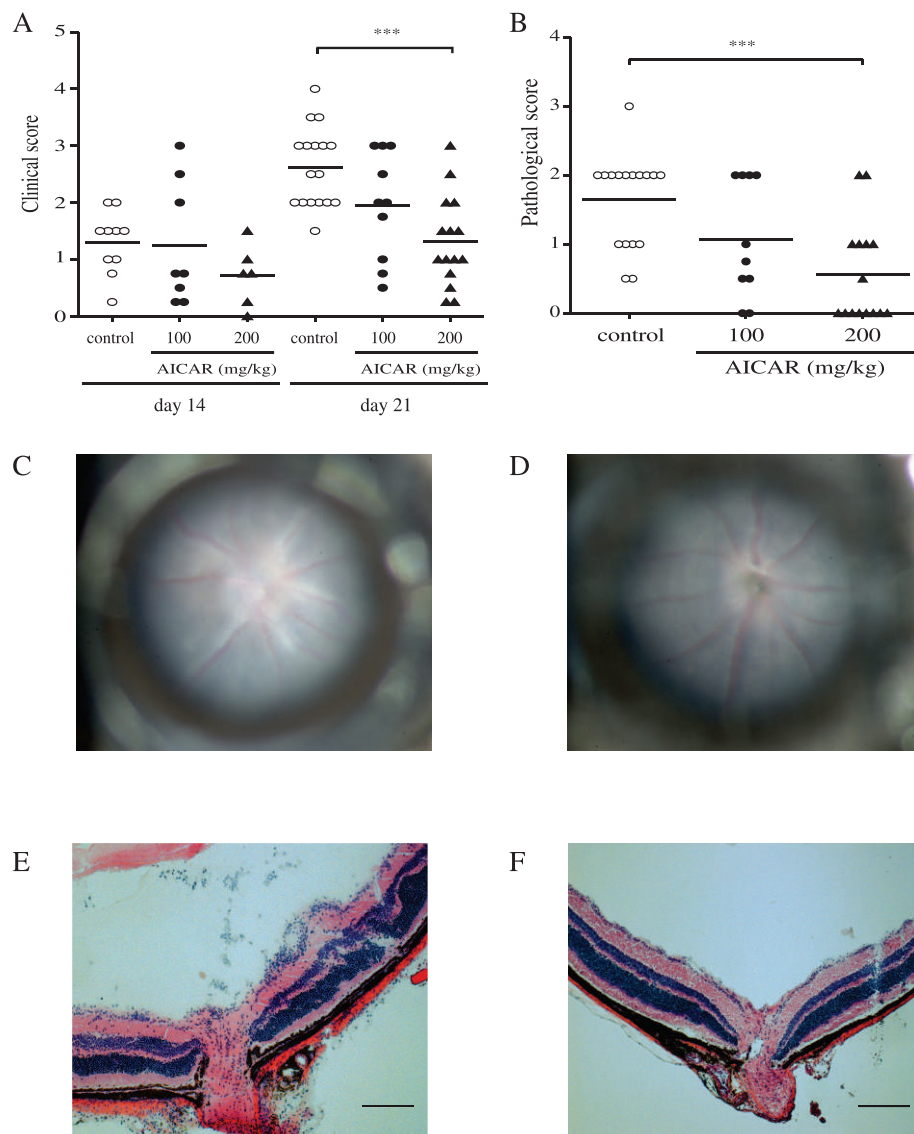 A
B
Clinical score
5
4
3
2
1
0
***
control
100
200
control
100
200
AICAR (mg/kg)
AICAR (mg/kg)
day 14
day 21
Pathological score
4
3
2
1
0
***
control
100
200
AICAR (mg/kg)
C
D
E
F